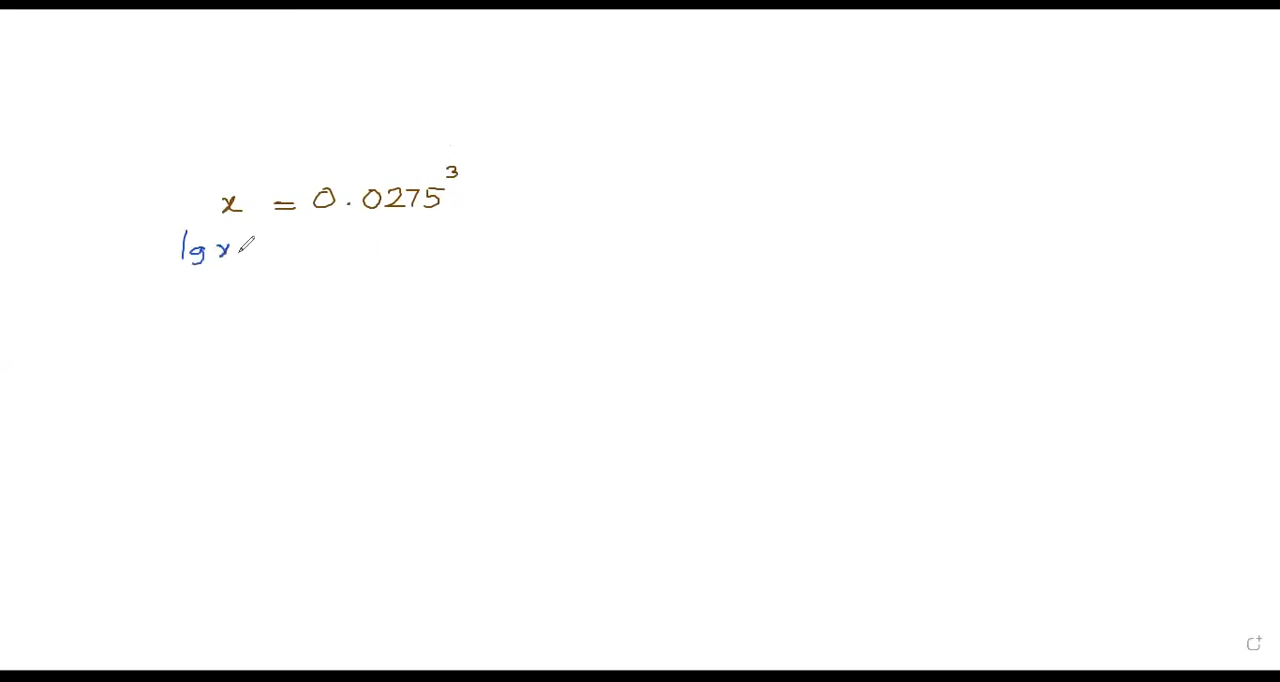 x = 0.0275³
lg x